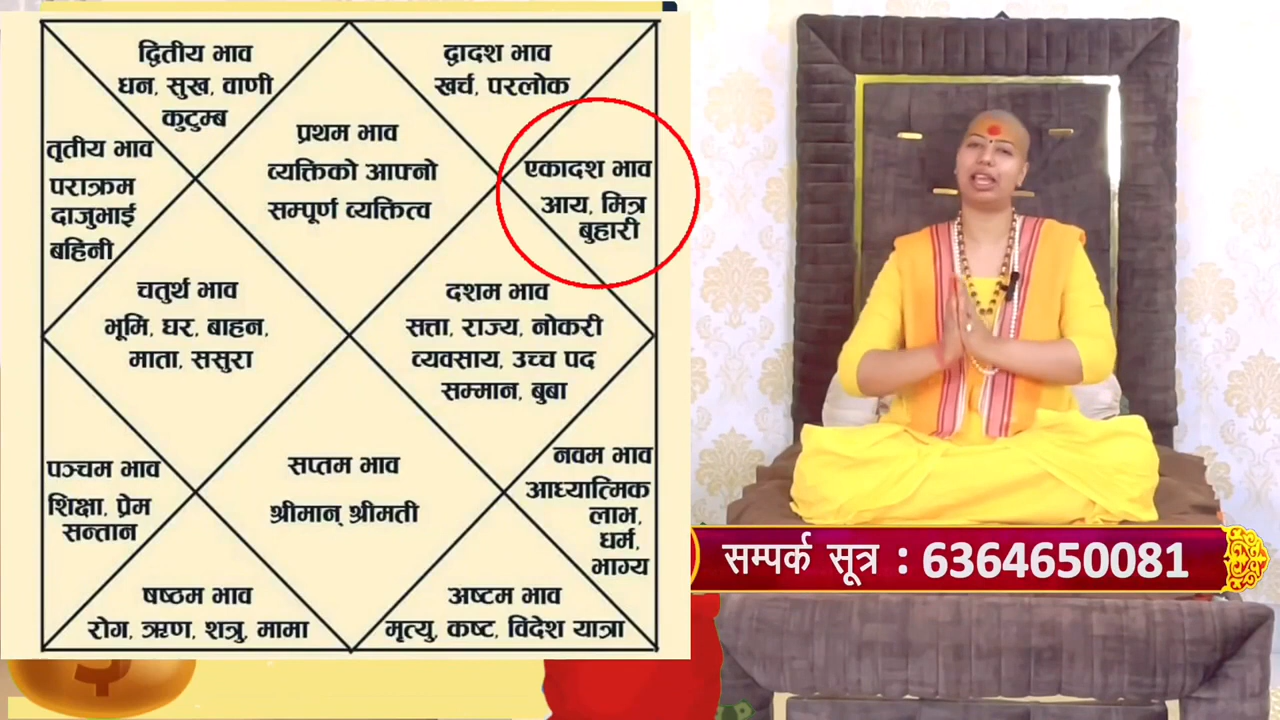 द्वितीय भाव
धन, सुख, वाणी
कुटुम्ब
द्वादश भाव
खर्च, परलोक
प्रथम भाव
व्यक्तिको आफ्नो
सम्पूर्ण व्यक्तित्व
तृतीय भाव
पराक्रम
दाजुभाई
बहिनी
एकादश भाव
आय, मित्र
बुहारी
चतुर्थ भाव
भूमि, घर, बाहन,
माता, ससुरा
दशम भाव
सत्ता, राज्य, नोकरी
व्यवसाय, उच्च पद
सम्मान, बुबा
पञ्चम भाव
शिक्षा, प्रेम
सन्तान
सप्तम भाव
श्रीमान् श्रीमती
नवम भाव
आध्यात्मिक
लाभ,
धर्म,
भाग्य
षष्ठम भाव
रोग, ऋण, शत्रु, मामा
अष्टम भाव
मृत्यु, कष्ट, विदेश यात्रा
सम्पर्क सूत्र : 6364650081